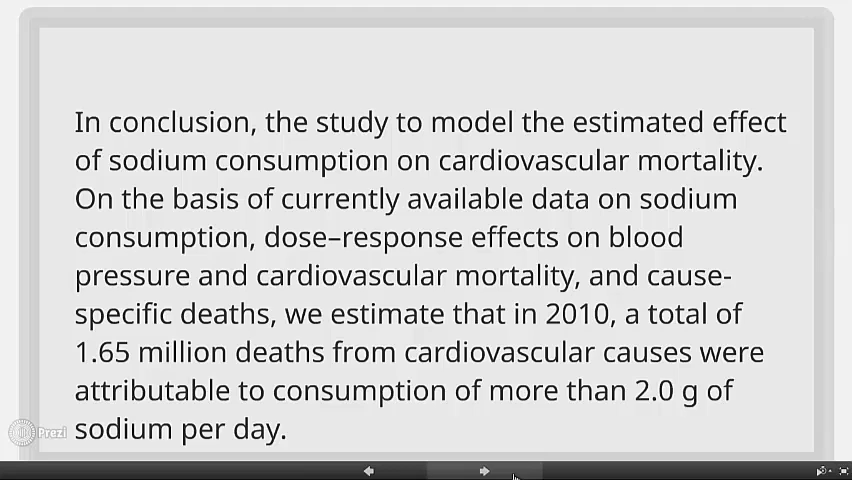 In conclusion, the study to model the estimated effect
of sodium consumption on cardiovascular mortality.
On the basis of currently available data on sodium
consumption, dose–response effects on blood
pressure and cardiovascular mortality, and cause-
specific deaths, we estimate that in 2010, a total of
1.65 million deaths from cardiovascular causes were
attributable to consumption of more than 2.0 g of
sodium per day.
Prezi